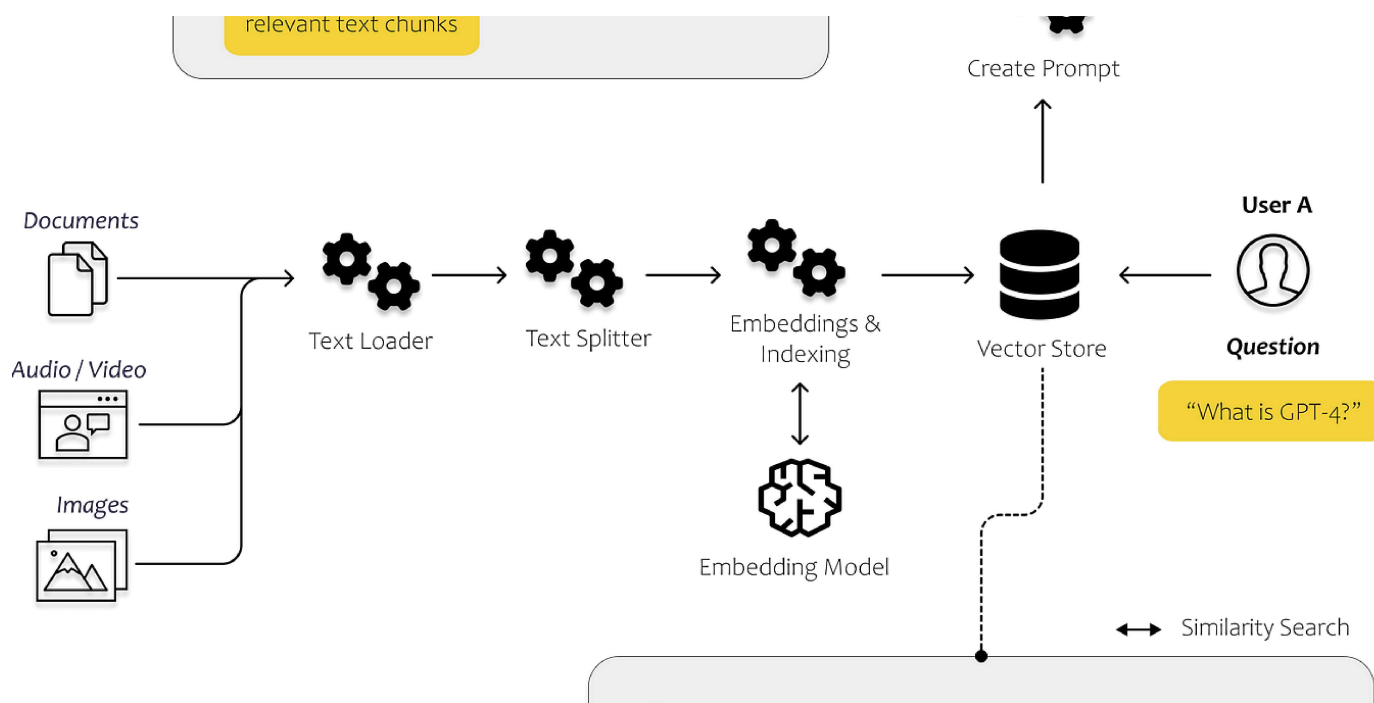 relevant text chunks
Create Prompt
Documents
User A
Text Loader
Text Splitter
Embeddings &
Indexing
Vector Store
Question
Audio / Video
“What is GPT-4?”
Images
Embedding Model
Similarity Search